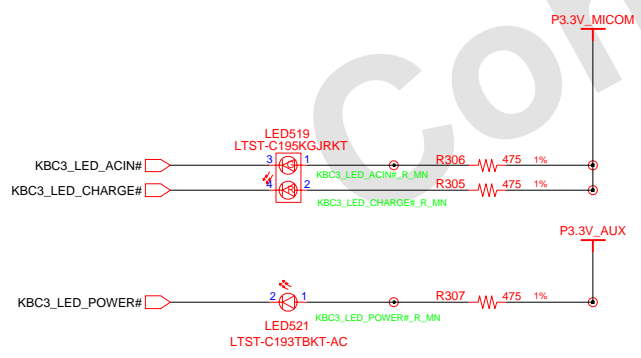 Con
P3.3V_MICOM
LED519
LTST-C195KGJRKT
KBC3_LED_ACIN# 3 G 1 R306 475 1%
KBC3_LED_ACIN#_R_MN
KBC3_LED_CHARGE# 4 R 2 R305 475 1%
KBC3_LED_CHARGE#_R_MN
P3.3V_AUX
KBC3_LED_POWER# 2 1 R307 475 1%
KBC3_LED_POWER#_R_MN
LED521
LTST-C193TBKT-AC